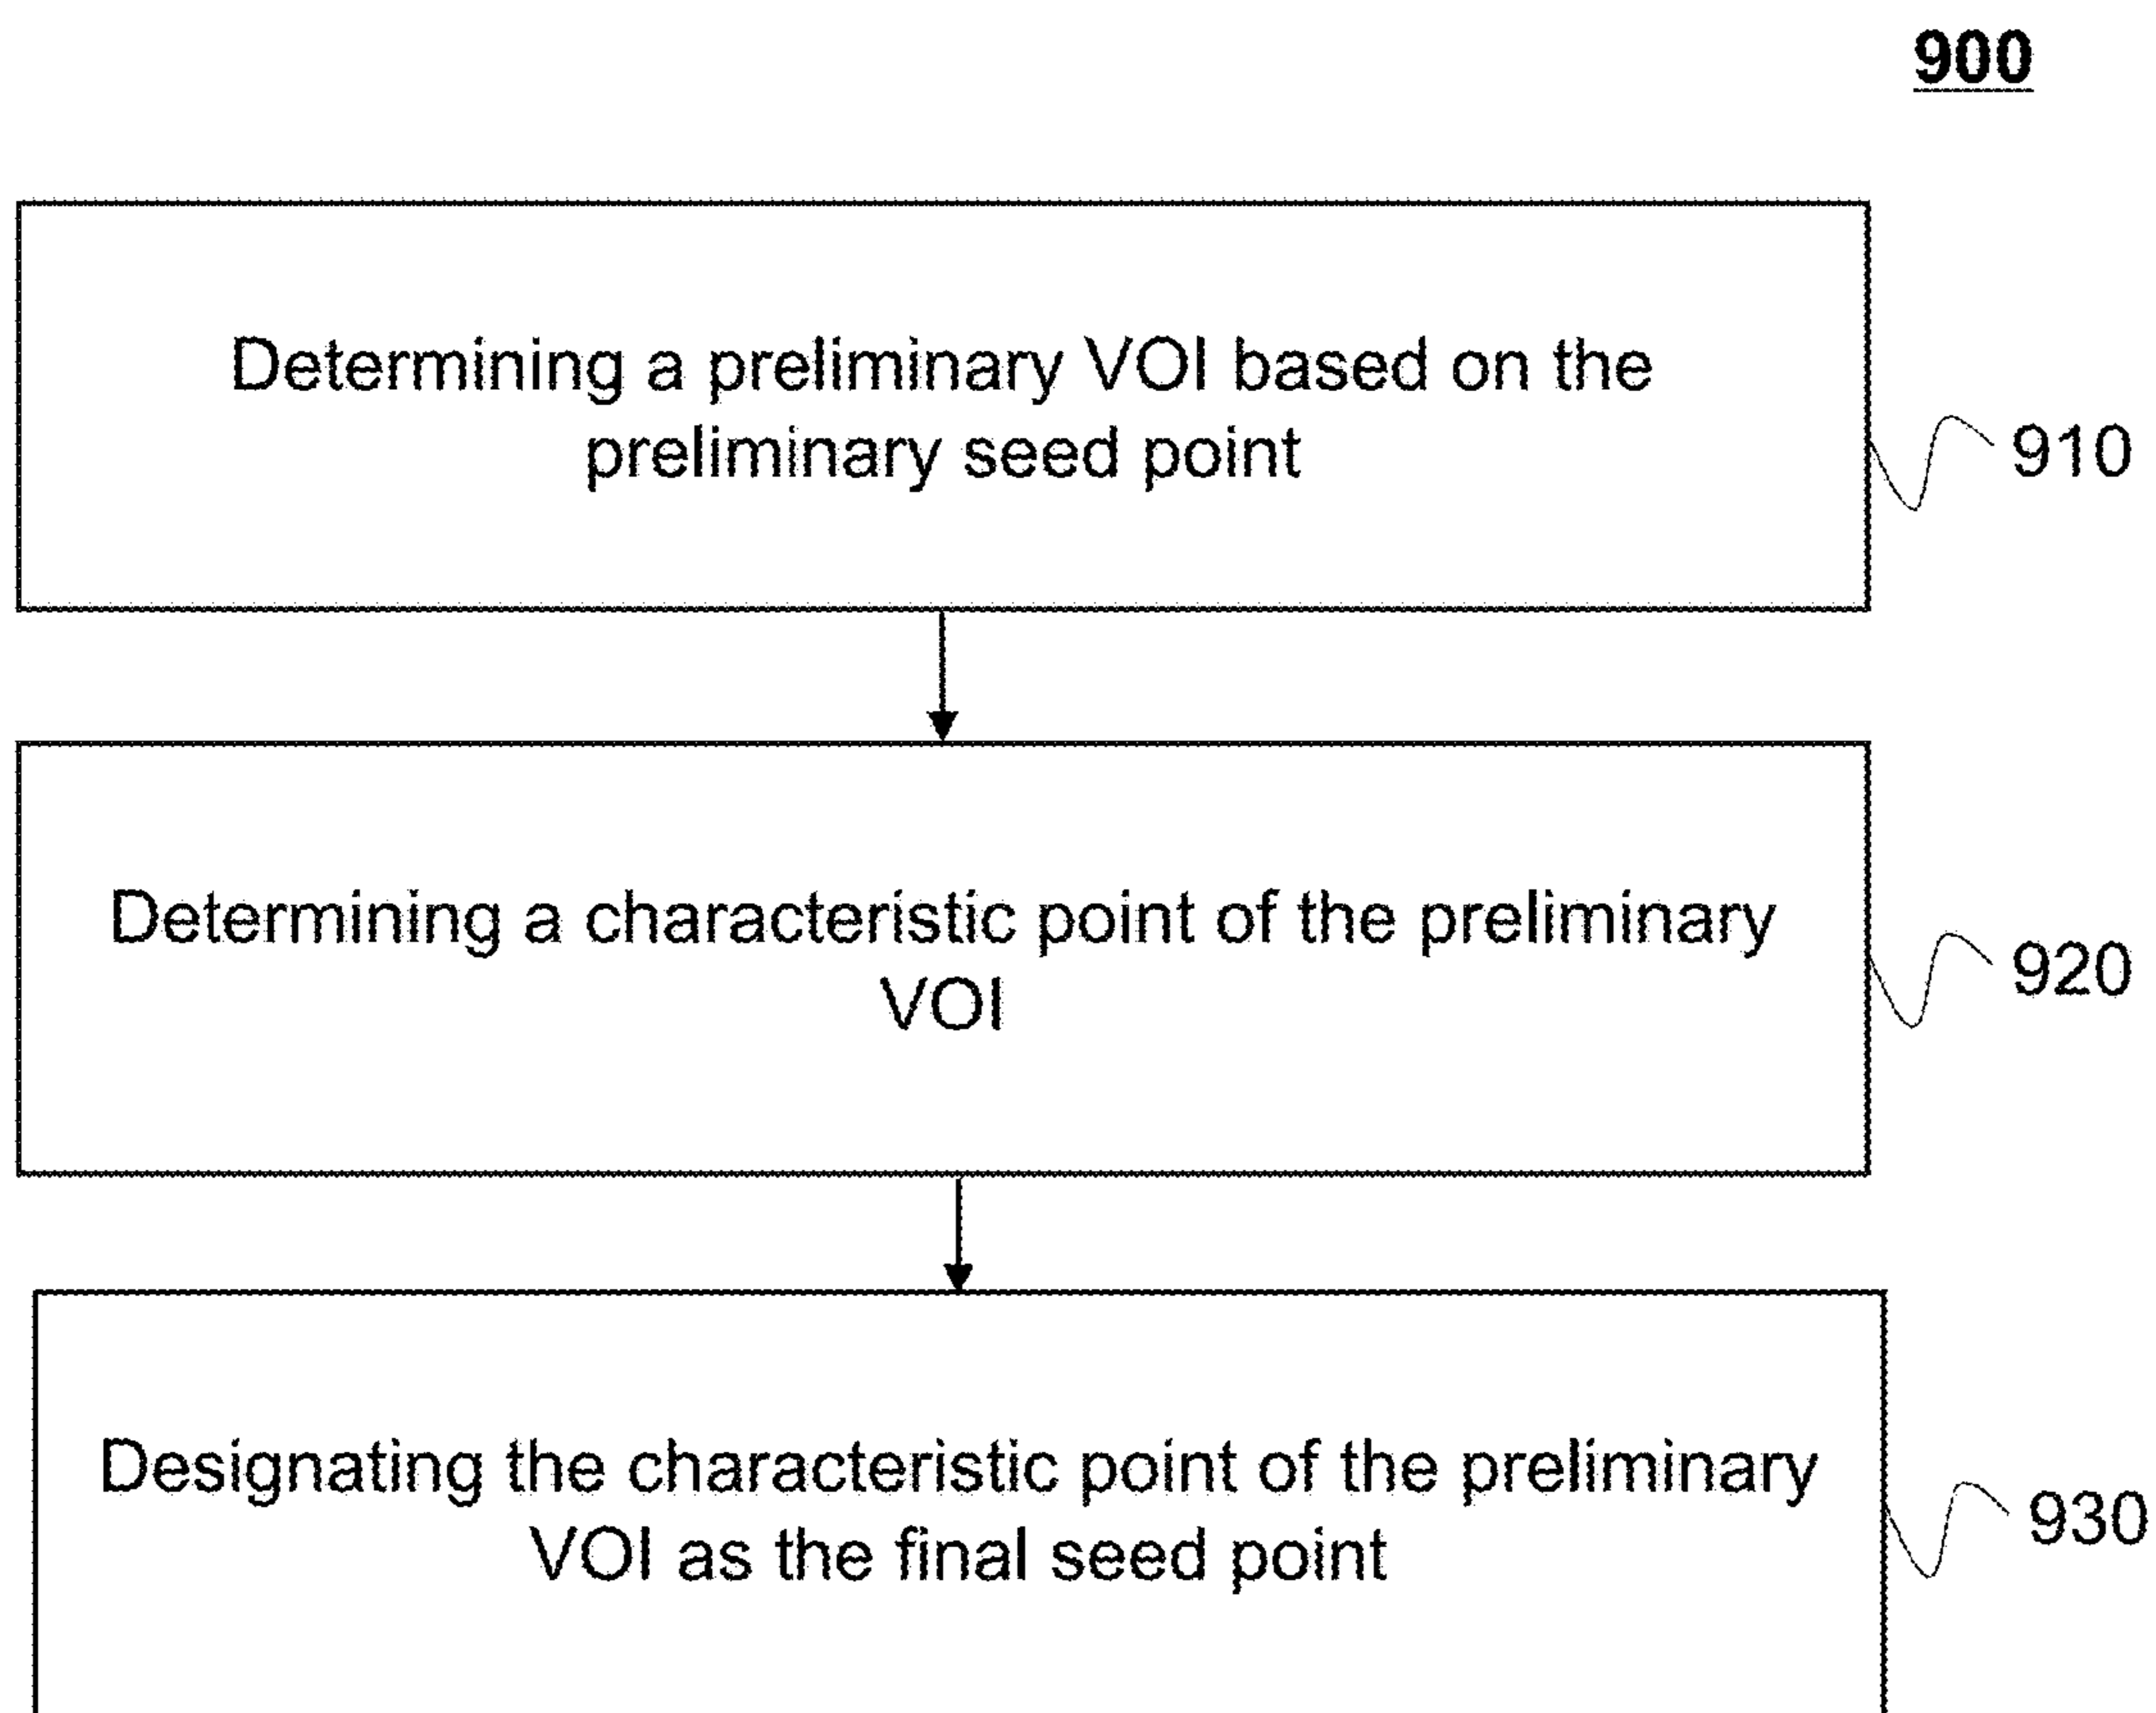 900
Determining a preliminary VOI based on the
preliminary seed point
910
Determining a characteristic point of the preliminary
VOI
920
Designating the characteristic point of the preliminary
VOI as the final seed point
930